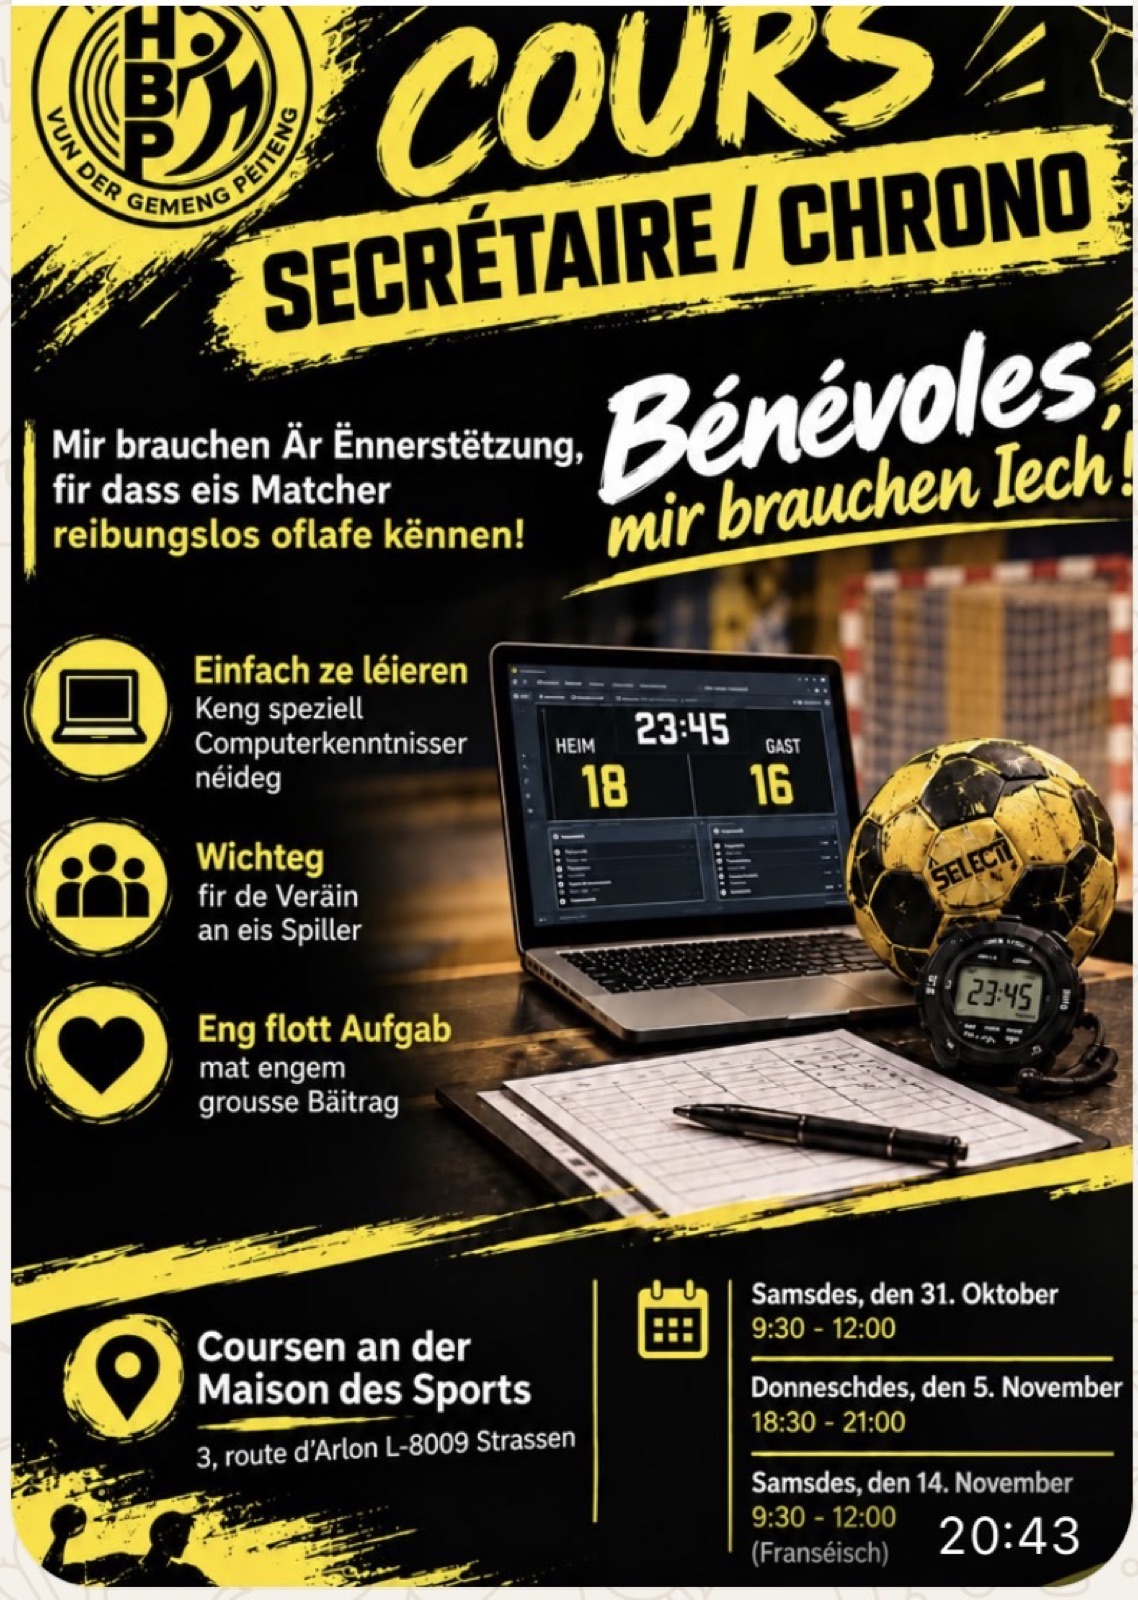 HBP
VUN DER GEMENG PÉITENG
COURS
SECRÉTAIRE / CHRONO
Bénévoles,
mir brauchen Iech!
Mir brauchen Är Ënnerstëtzung,
fir dass eis Matcher
reibungslos oflafe kënnen!
Einfach ze léieren
Keng speziell
Computerkenntnisser
néideg
Wichteg
fir de Veräin
an eis Spiller
Eng flott Aufgab
mat engem
grousse Bäitrag
23:45
HEIM
GAST
18
16
SELECT
23:45
Coursen an der
Maison des Sports
3, route d'Arlon L-8009 Strassen
Samsdes, den 31. Oktober
9:30 - 12:00
Donneschdes, den 5. November
18:30 - 21:00
Samsdes, den 14. November
9:30 - 12:00
(Franséisch)
20:43